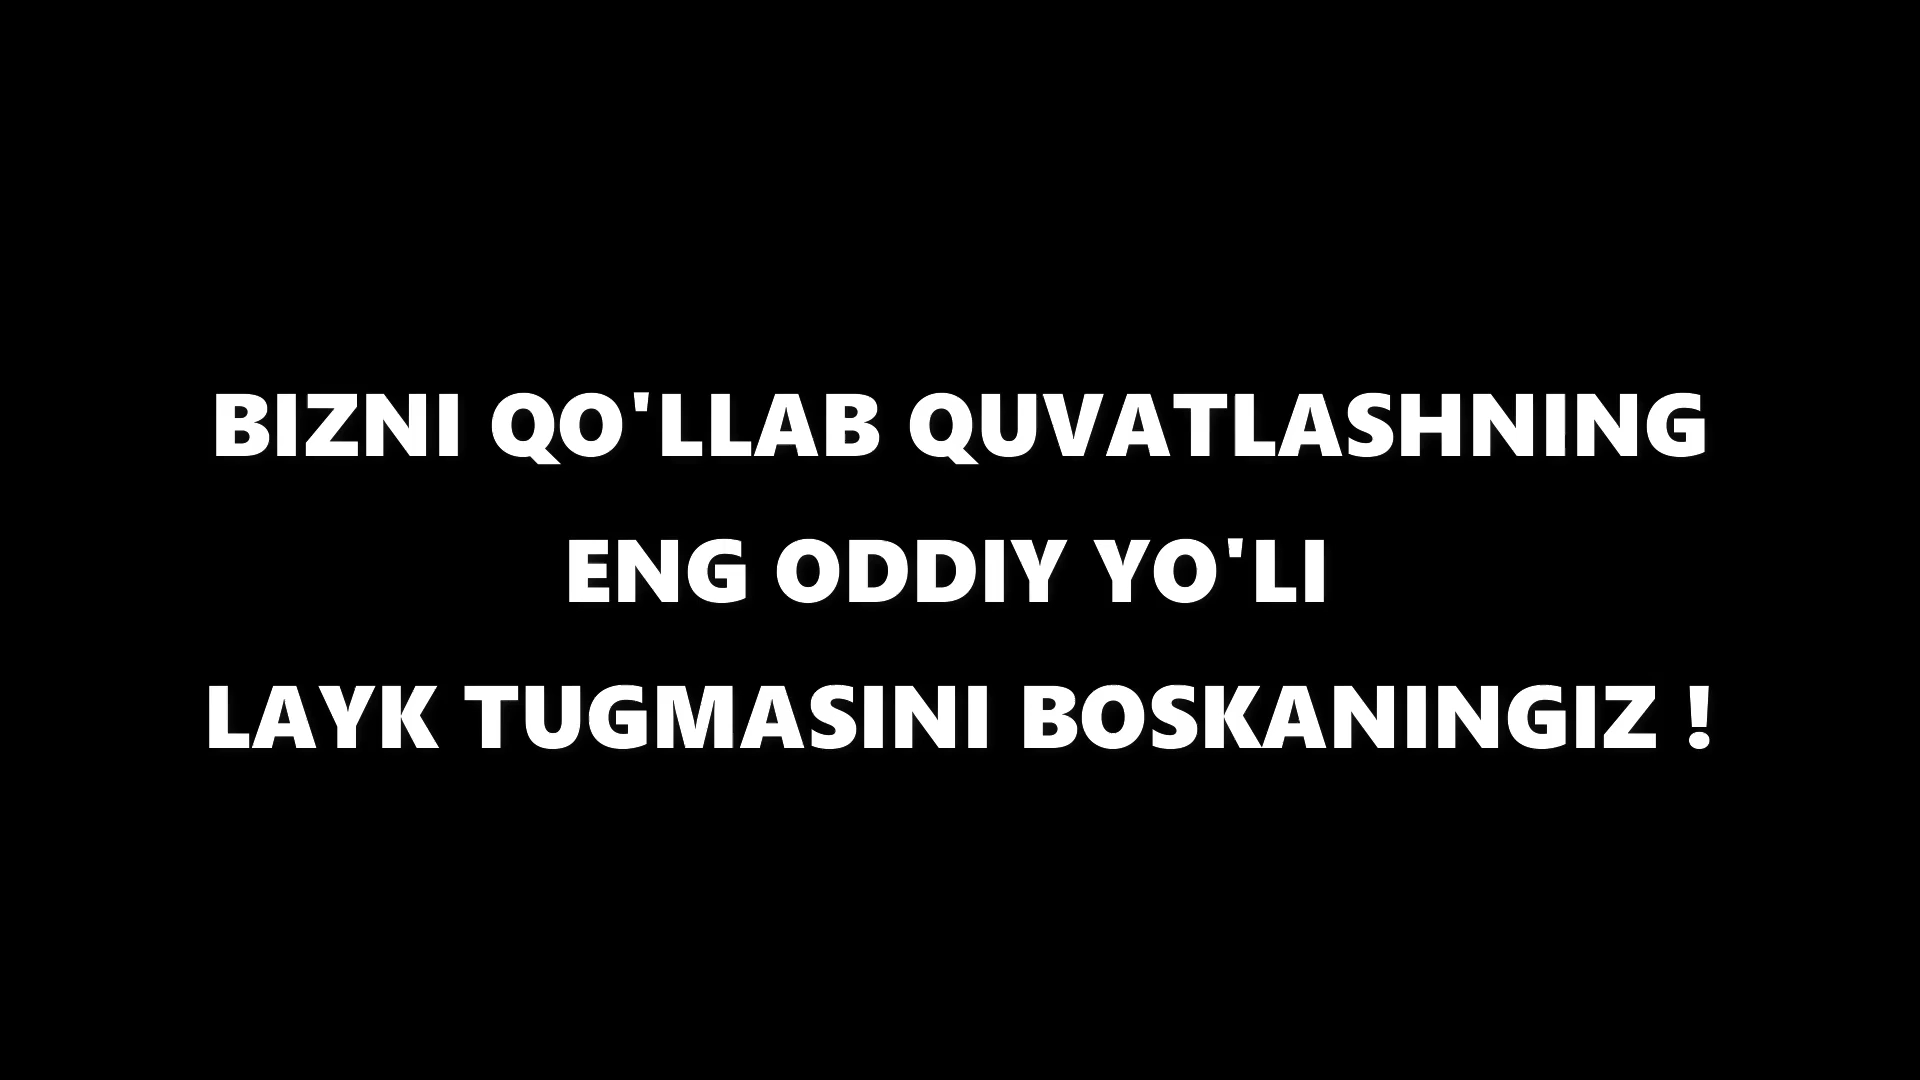 BIZNI QO'LLAB QUVATLASHNING
ENG ODDIY YO'LI
LAYK TUGMASINI BOSKANINGIZ !